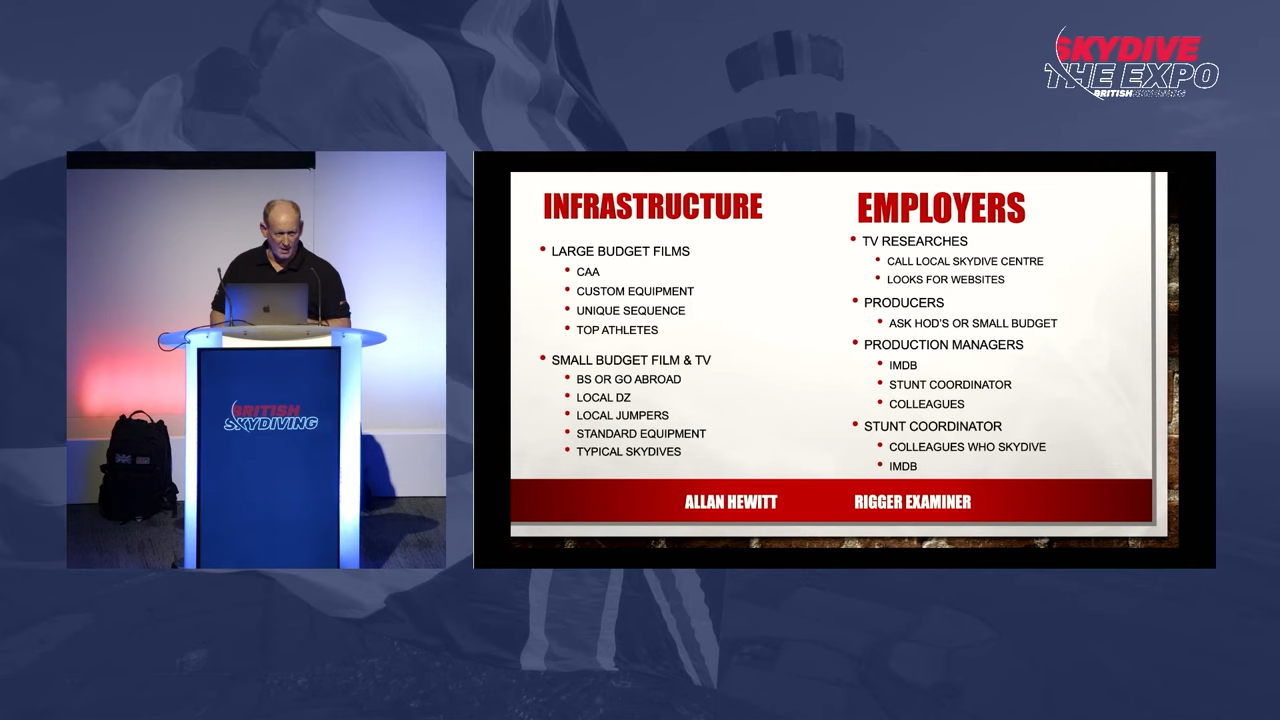 SKYDIVE
THE EXPO
BRITISH SKYDIVING
INFRASTRUCTURE
LARGE BUDGET FILMS
CAA
CUSTOM EQUIPMENT
UNIQUE SEQUENCE
TOP ATHLETES
SMALL BUDGET FILM & TV
BS OR GO ABROAD
LOCAL DZ
LOCAL JUMPERS
STANDARD EQUIPMENT
TYPICAL SKYDIVES
EMPLOYERS
TV RESEARCHES
CALL LOCAL SKYDIVE CENTRE
LOOKS FOR WEBSITES
PRODUCERS
ASK HOD'S OR SMALL BUDGET
PRODUCTION MANAGERS
IMDB
STUNT COORDINATOR
COLLEAGUES
STUNT COORDINATOR
COLLEAGUES WHO SKYDIVE
IMDB
ALLAN HEWITT RIGGER EXAMINER
BRITISH
SKYDIVING